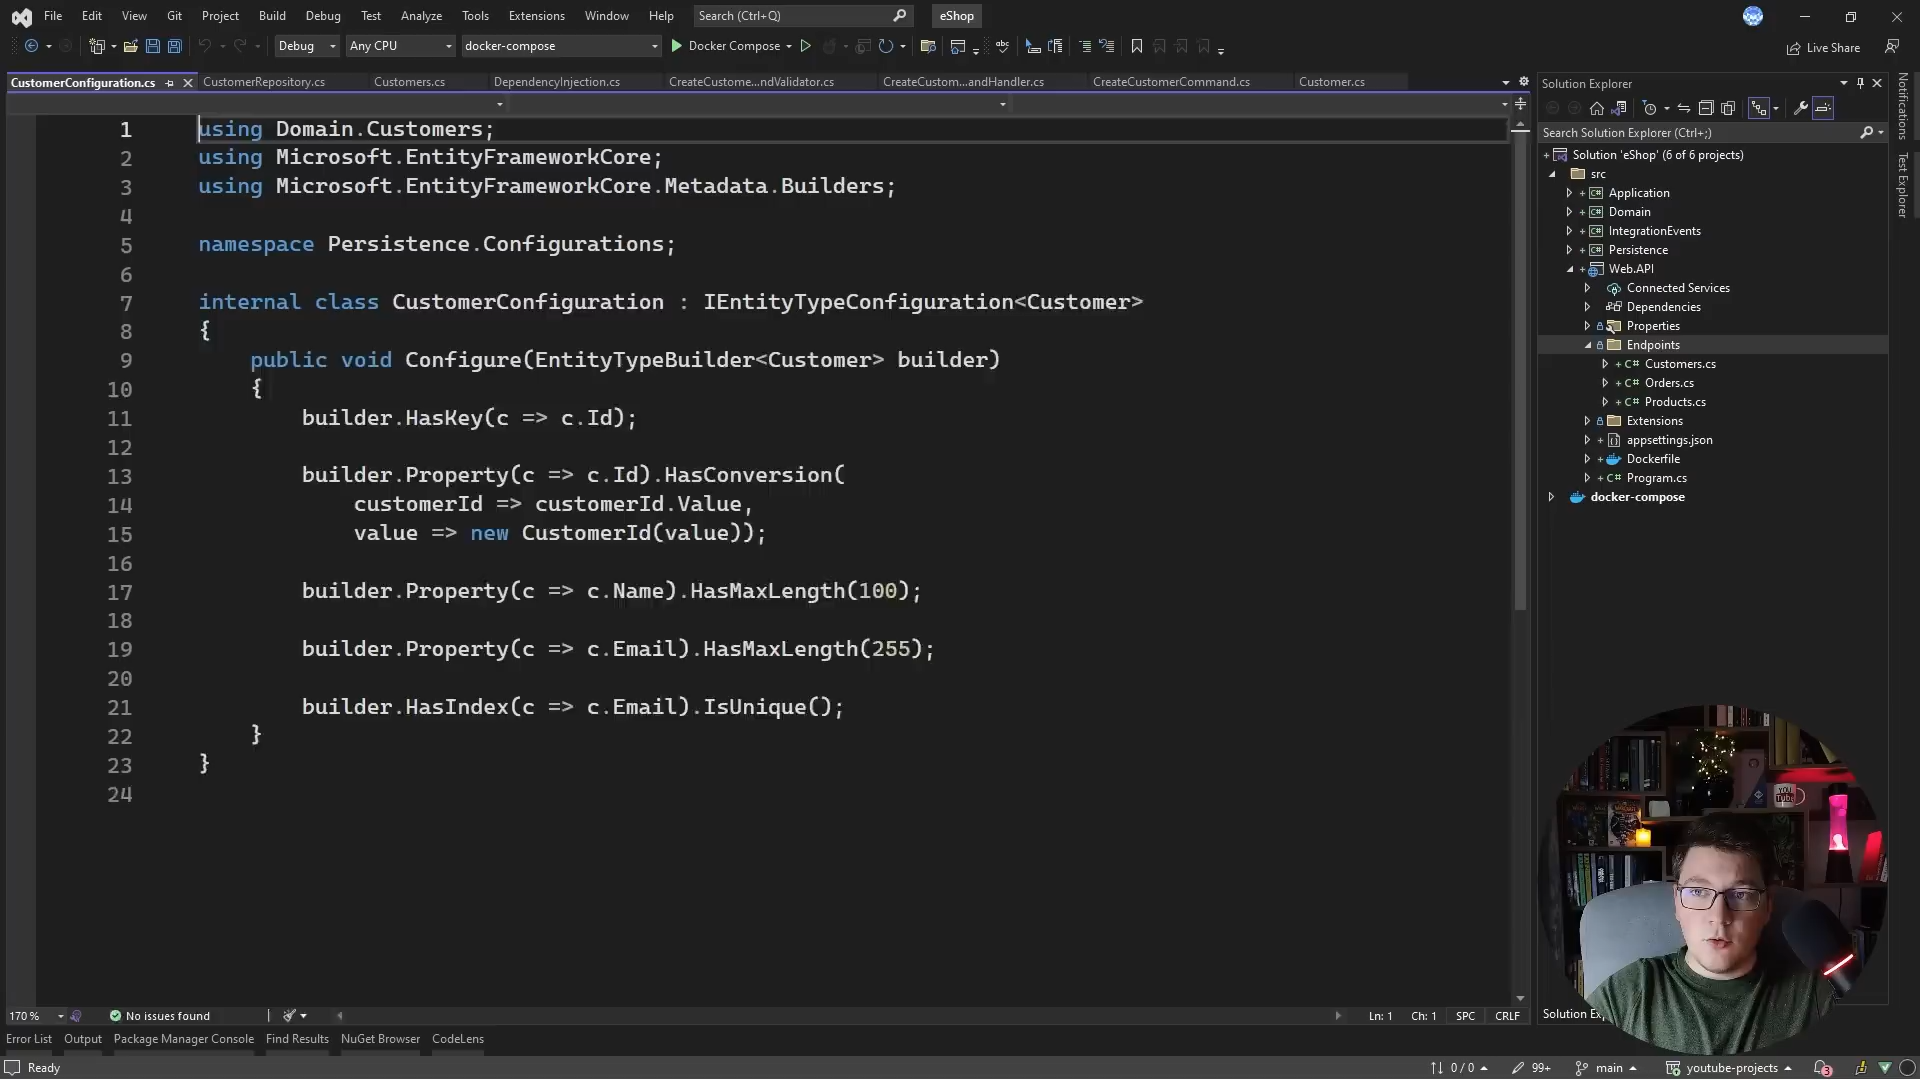 File Edit View Git Project Build Debug Test Analyze Tools Extensions Window Help Search (Ctrl+Q) eShop
Debug Any CPU docker-compose Docker Compose Live Share
CustomerConfiguration.cs CustomerRepository.cs Customers.cs DependencyInjection.cs CreateCustome...ndValidator.cs CreateCustom...andHandler.cs CreateCustomerCommand.cs Customer.cs
1 using Domain.Customers;
2 using Microsoft.EntityFrameworkCore;
3 using Microsoft.EntityFrameworkCore.Metadata.Builders;
4
5 namespace Persistence.Configurations;
6
7 internal class CustomerConfiguration : IEntityTypeConfiguration<Customer>
8 {
9 public void Configure(EntityTypeBuilder<Customer> builder)
10 {
11 builder.HasKey(c => c.Id);
12
13 builder.Property(c => c.Id).HasConversion(
14 customerId => customerId.Value,
15 value => new CustomerId(value));
16
17 builder.Property(c => c.Name).HasMaxLength(100);
18
19 builder.Property(c => c.Email).HasMaxLength(255);
20
21 builder.HasIndex(c => c.Email).IsUnique();
22 }
23 }
24
Solution Explorer
Search Solution Explorer (Ctrl+;)
Solution 'eShop' (6 of 6 projects)
src
Application
Domain
IntegrationEvents
Persistence
Web.API
Connected Services
Dependencies
Properties
Endpoints
C# Customers.cs
C# Orders.cs
C# Products.cs
Extensions
appsettings.json
Dockerfile
C# Program.cs
docker-compose
Notifications
Test Explorer
YOU
Tube
170 % No issues found Ln: 1 Ch: 1 SPC CRLF
Solution
Error List Output Package Manager Console Find Results NuGet Browser CodeLens
Ready 0 / 0 99+ main youtube-projects 3